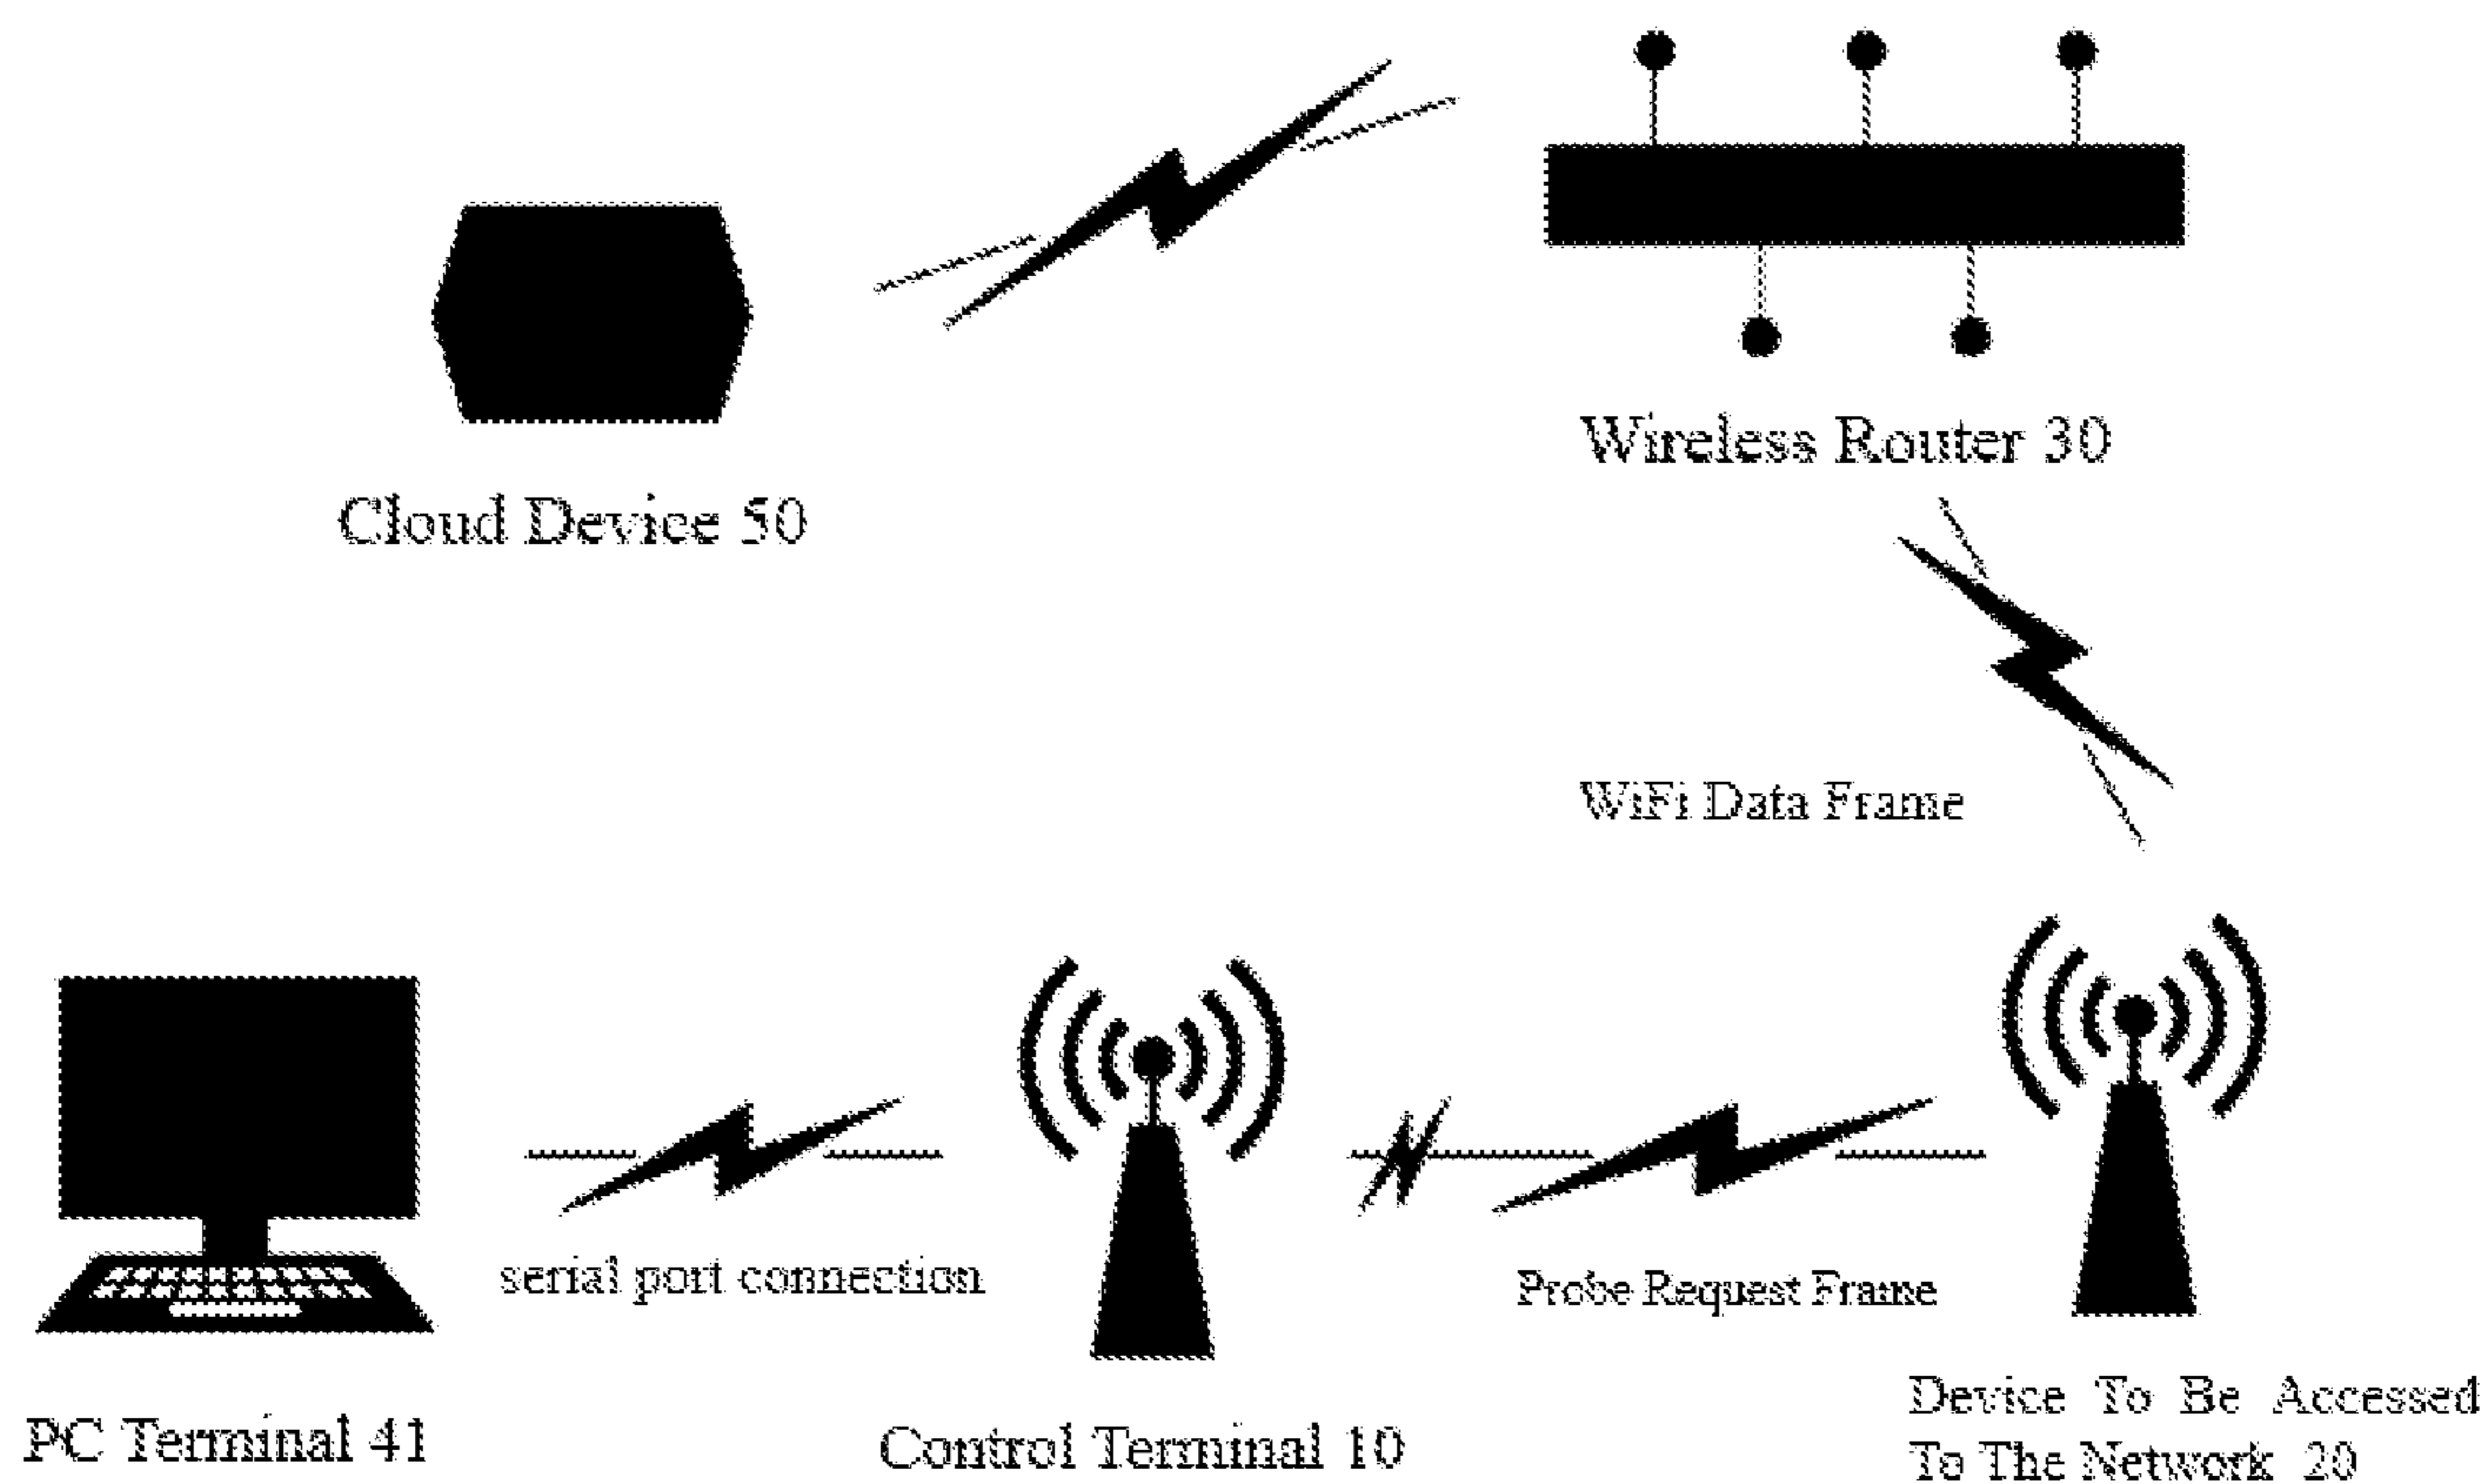 Wireless Router 30
Cloud Device 50
WiFi Data Frame
serial port connection
Probe Request Frame
PC Terminal 41
Control Terminal 10
Device To Be Accessed
To The Network 20